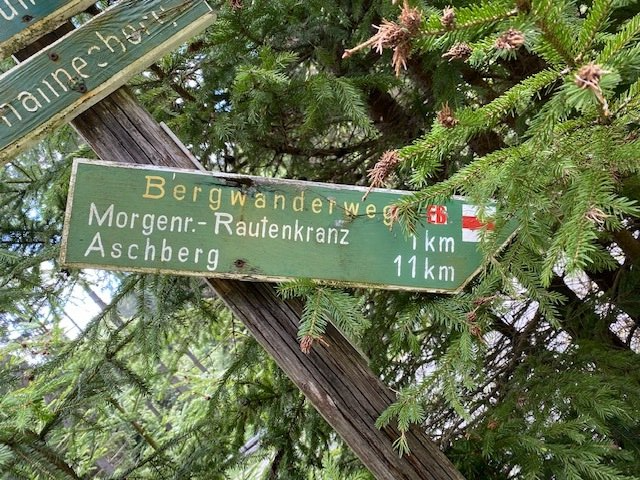 Bergwanderweg
Morgenr.-Rautenkranz 1 km
Aschberg 11 km